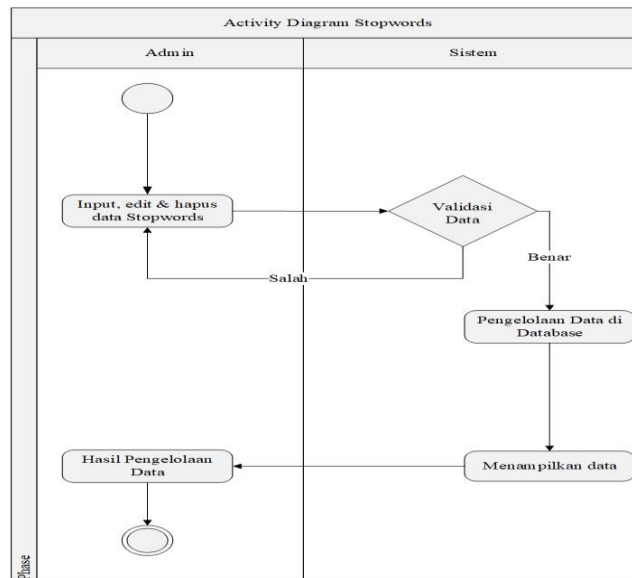 Activity Diagram Stopwords
Admin
Sistem
Input, edit & hapus
data Stopwords
Validasi
Data
Benar
Salah
Pengelolaan Data di
Database
Hasil Pengelolaan
Data
Menampilkan data
Phase